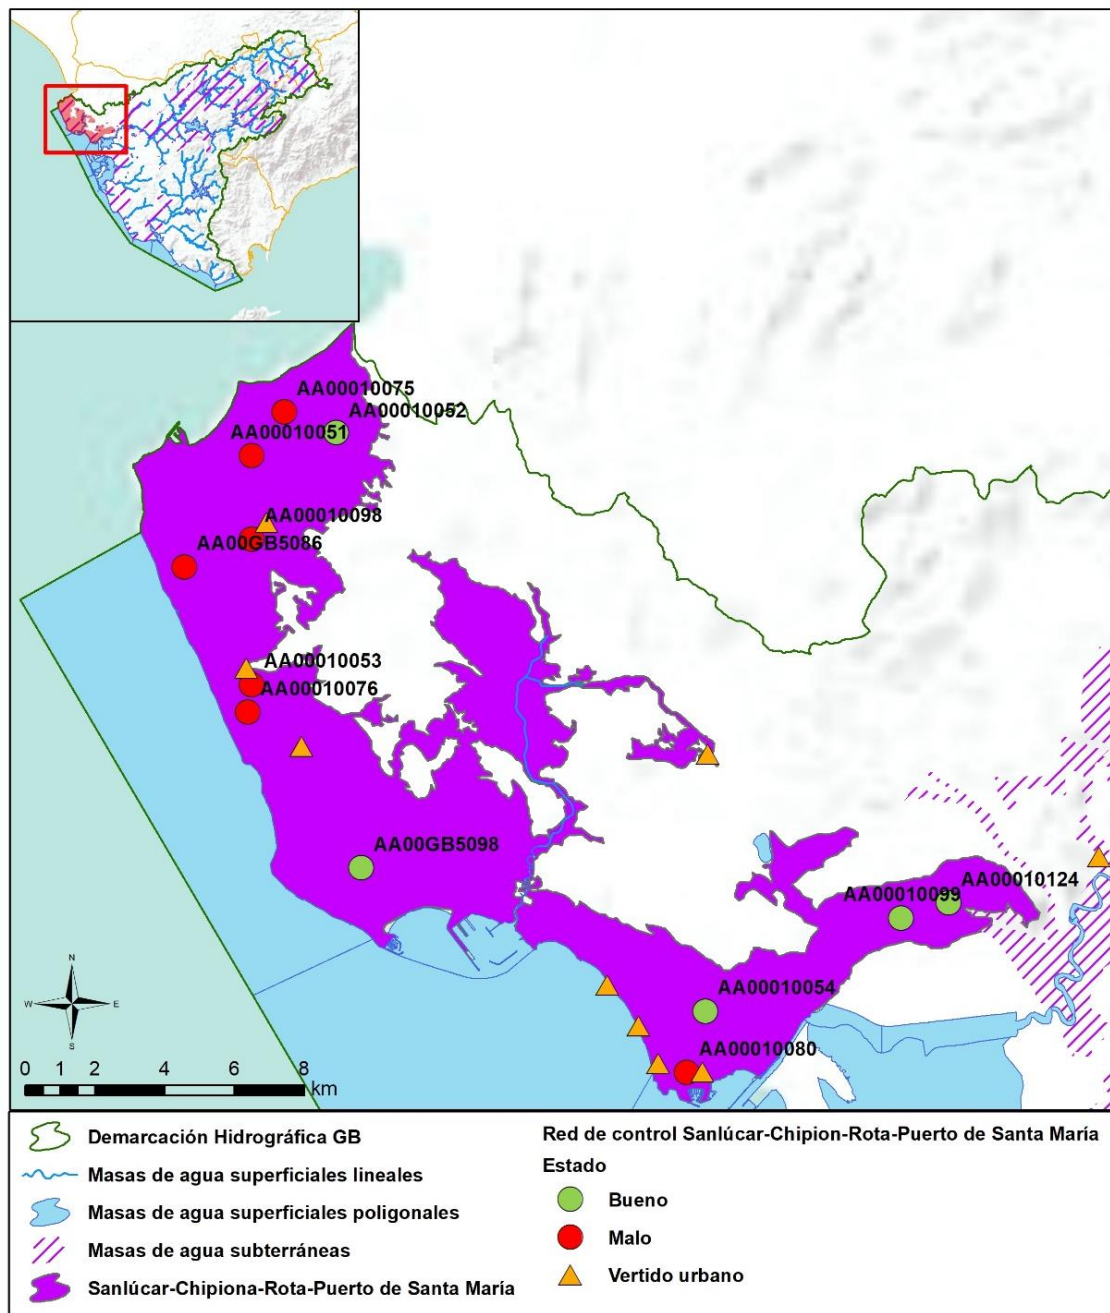 AA00010075
AA00010052
AA00010051
AA00010098
AA00GB5086
AA00010053
AA00010076
AA00GB5098
AA00010124
AA00010099
AA00010054
AA00010080
N
W E
S
0 2 4 8
km
Demarcación Hidrográfica GB
Masas de agua superficiales lineales
Masas de agua superficiales poligonales
Masas de agua subterráneas
Sanlúcar-Chipiona-Rota-Puerto de Santa María
Red de control Sanlúcar-Chipion-Rota-Puerto de Santa María
Estado
Bueno
Malo
Vertido urbano